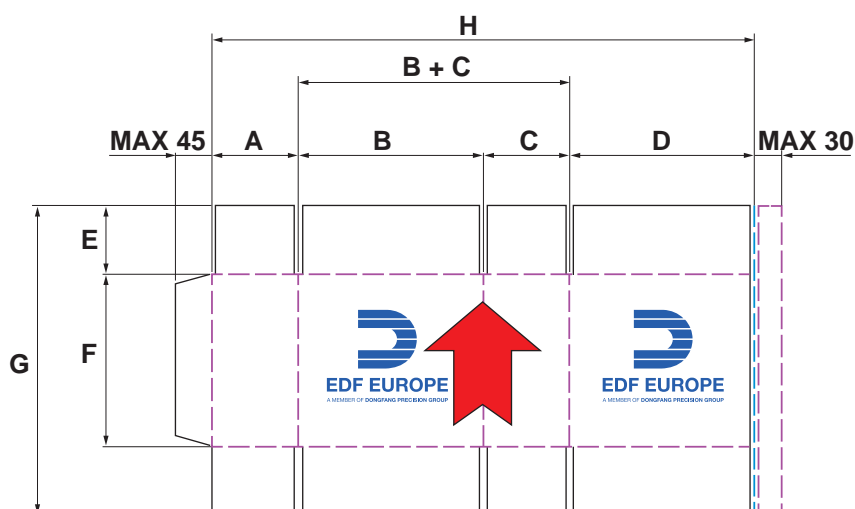 H
B + C
MAX 45
A
B
C
D
MAX 30
E
F
G
EDF EUROPE
A MEMBER OF DONGFANG PRECISION GROUP
EDF EUROPE
A MEMBER OF DONGFANG PRECISION GROUP